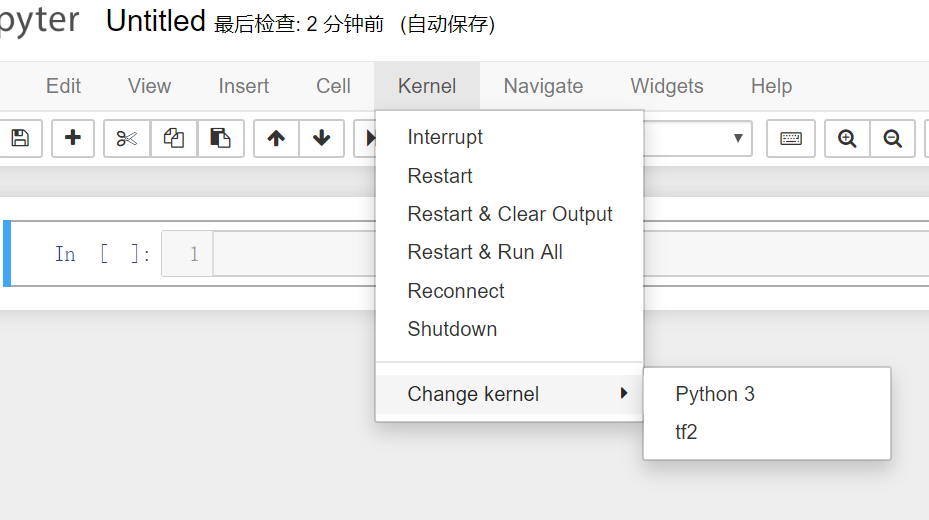 pyter Untitled 最后检查: 2 分钟前 (自动保存)
Edit View Insert Cell Kernel Navigate Widgets Help
Interrupt
Restart
Restart & Clear Output
In [ ]: 1
Restart & Run All
Reconnect
Shutdown
Change kernel
Python 3
tf2